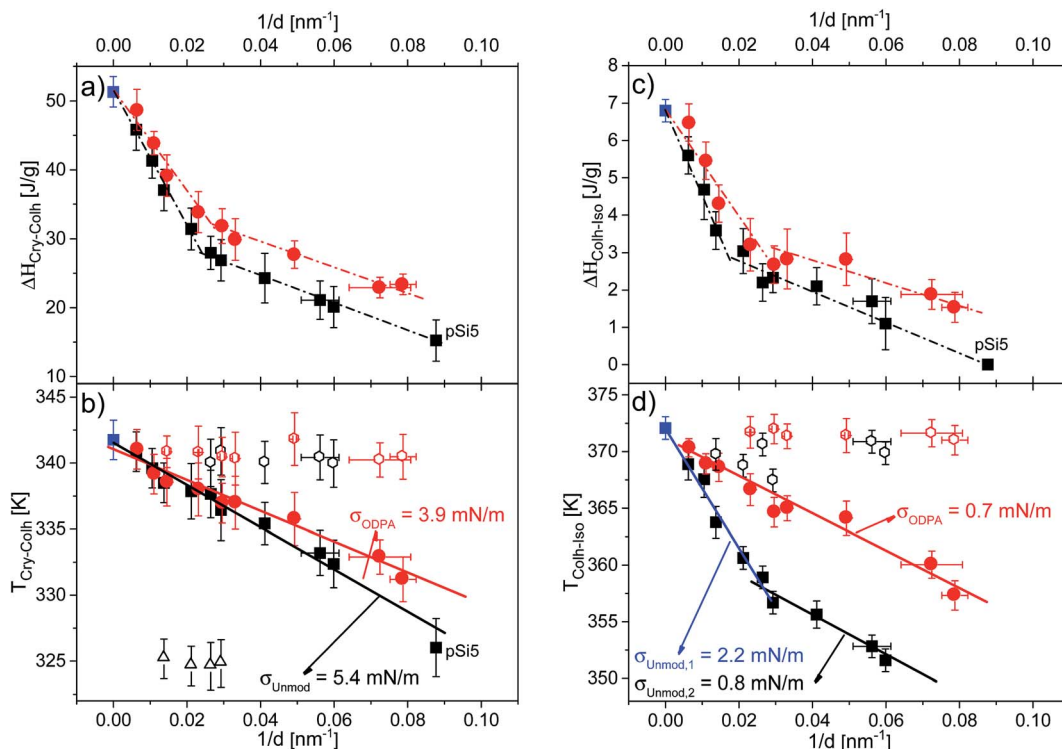 1/d [nm⁻¹]
0.00 0.02 0.04 0.06 0.08 0.10
a)
50
40
30
20
10
ΔH_Cry-Colh [J/g]
pSi5
b)
345
340
335
330
325
T_Cry-Colh [K]
σ_ODPA = 3.9 mN/m
pSi5
σ_Unmod = 5.4 mN/m
0.00 0.02 0.04 0.06 0.08 0.10
1/d [nm⁻¹]
1/d [nm⁻¹]
0.00 0.02 0.04 0.06 0.08 0.10
c)
8
7
6
5
4
3
2
1
0
ΔH_Colh-Iso [J/g]
pSi5
d)
375
370
365
360
355
350
T_Colh-Iso [K]
σ_ODPA = 0.7 mN/m
σ_Unmod,1 = 2.2 mN/m
σ_Unmod,2 = 0.8 mN/m
0.00 0.02 0.04 0.06 0.08 0.10
1/d [nm⁻¹]